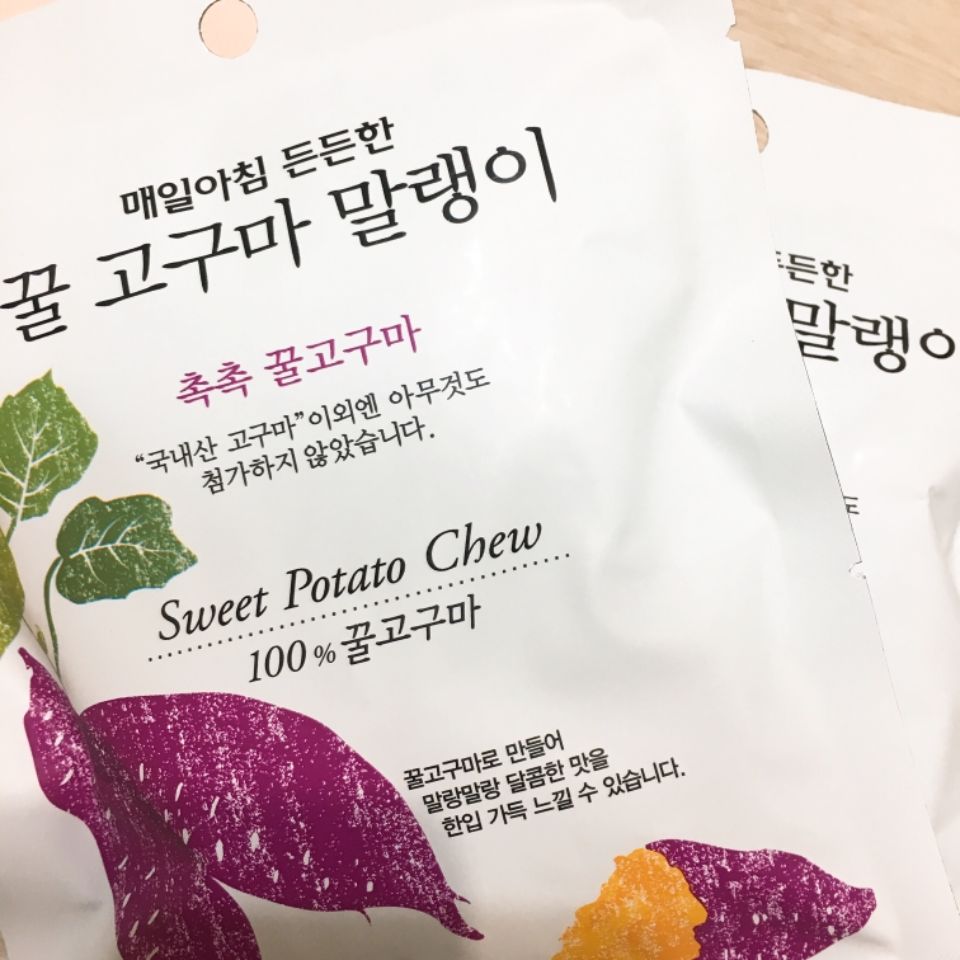 매일아침 든든한
꿀 고구마 말랭이
촉촉 꿀고구마
“국내산 고구마”이외엔 아무것도
첨가하지 않았습니다.
Sweet Potato Chew
100%꿀고구마
꿀고구마로 만들어
말랑말랑 달콤한 맛을
한입 가득 느낄 수 있습니다.
든든한
말랭이
도